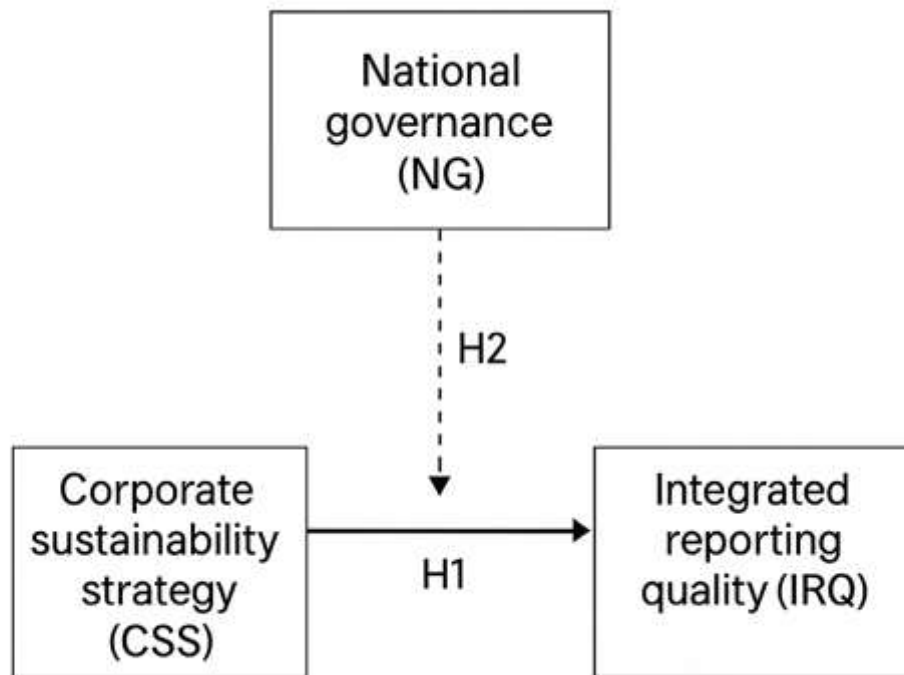 National
governance
(NG)
H2
Corporate
sustainability
strategy
(CSS)
H1
Integrated
reporting
quality (IRQ)